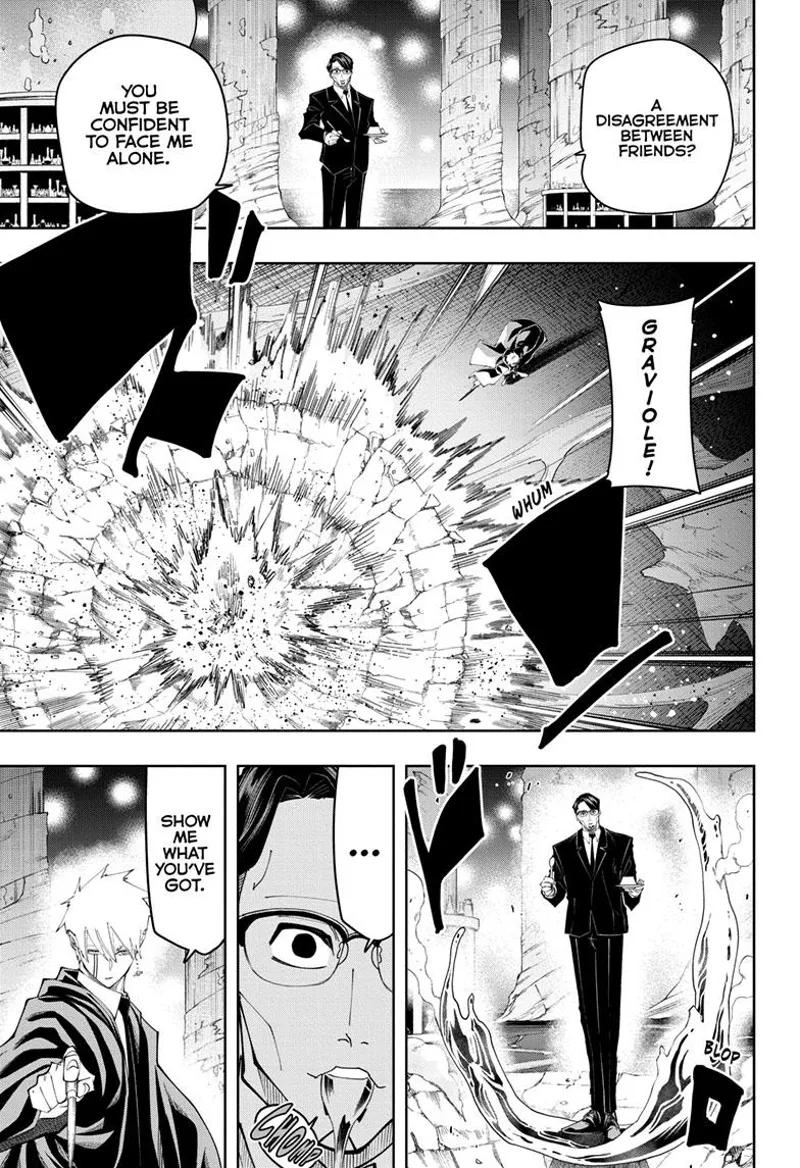 A
DISAGREEMENT
BETWEEN
FRIENDS?
YOU
MUST BE
CONFIDENT
TO FACE ME
ALONE.
GRAVIOLE!
WHUM
BLOP
...
CHOMP
SHOW
ME
WHAT
YOU'VE
GOT.